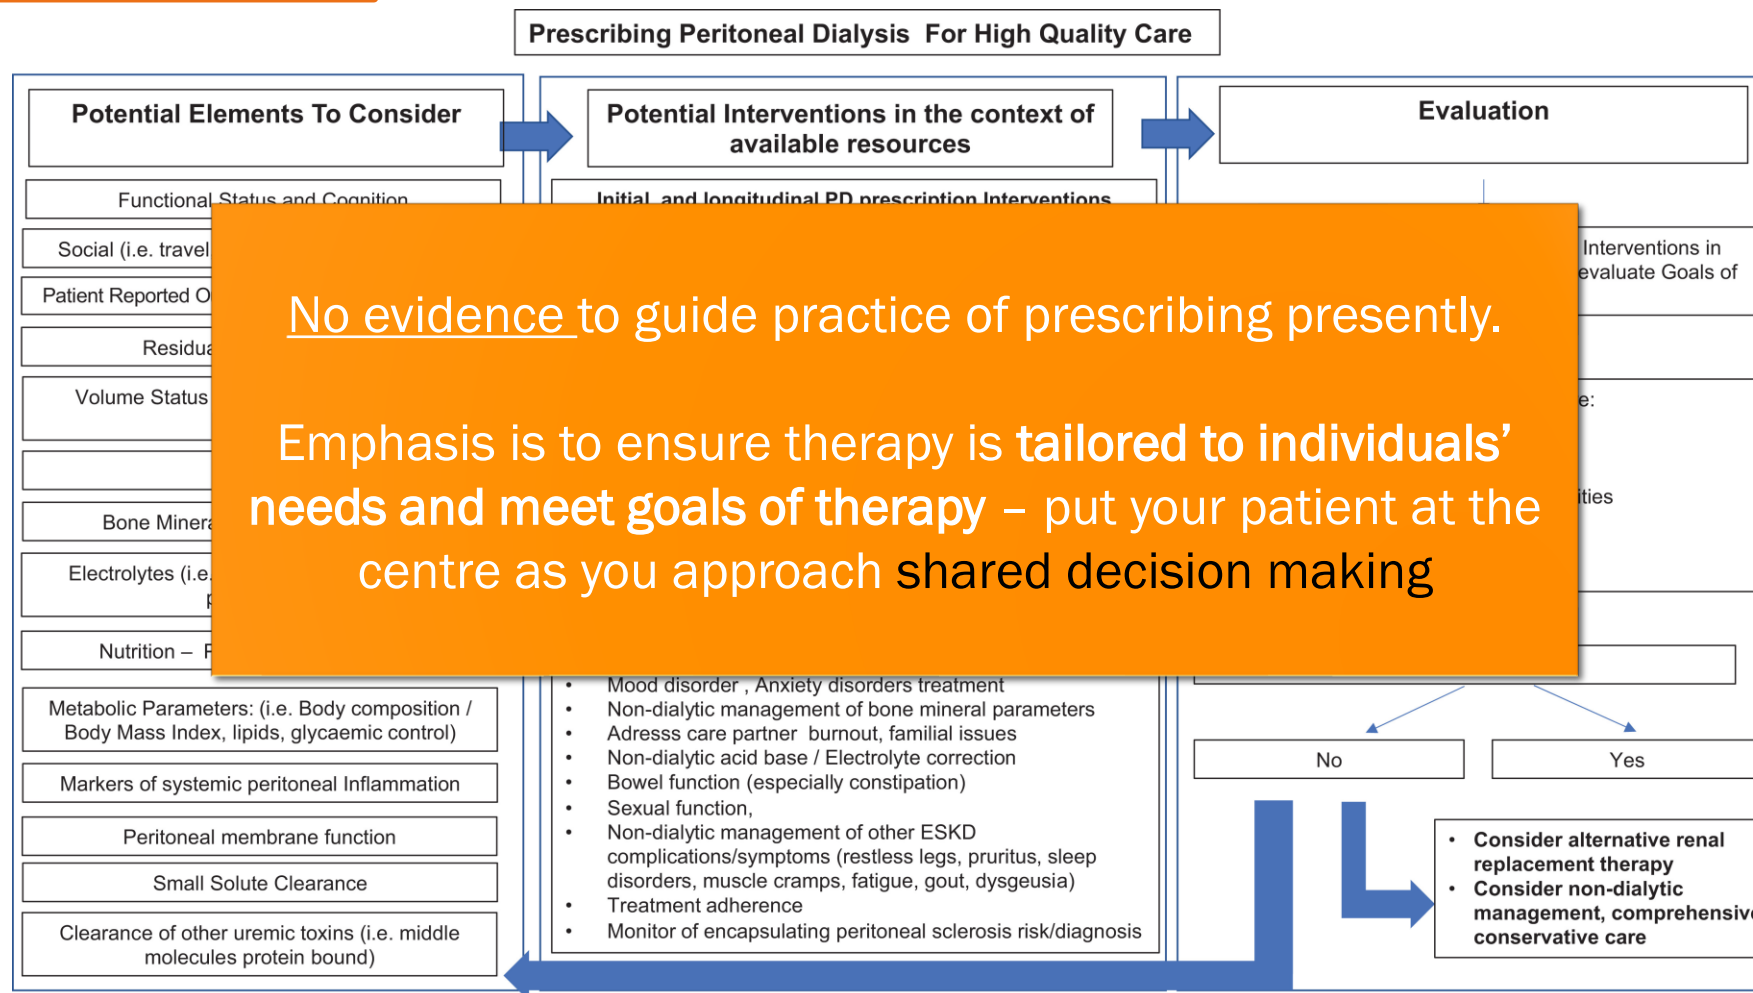 Prescribing Peritoneal Dialysis For High Quality Care
Potential Elements To Consider
Functional Status and Cognition
Social (i.e. travel
Patient Reported
Volume Status
Bone
Electrolytes (i.e.
Nutrition –
Metabolic Parameters: (i.e. Body composition /
Body Mass Index, lipids, glycaemic control)
Markers of systemic peritoneal Inflammation
Peritoneal membrane function
Small Solute Clearance
Clearance of other uremic toxins (i.e. middle
molecules protein bound)
Potential Interventions in the context of
available resources
Initial and longitudinal PD prescription Interventions
No evidence to guide practice of prescribing presently.
Emphasis is to ensure therapy is tailored to individuals’
needs and meet goals of therapy – put your patient at the
centre as you approach shared decision making
• Mood disorder , Anxiety disorders treatment
• Non-dialytic management of bone mineral parameters
• Adresss care partner burnout, familial issues
• Non-dialytic acid base / Electrolyte correction
• Bowel function (especially constipation)
• Sexual function,
• Non-dialytic management of other ESKD
complications/symptoms (restless legs, pruritus, sleep
disorders, muscle cramps, fatigue, gout, dysgeusia)
• Treatment adherence
• Monitor of encapsulating peritoneal sclerosis risk/diagnosis
Evaluation
Interventions in
evaluate Goals of
No
Yes
• Consider alternative renal
replacement therapy
• Consider non-dialytic
management, comprehensive
conservative care